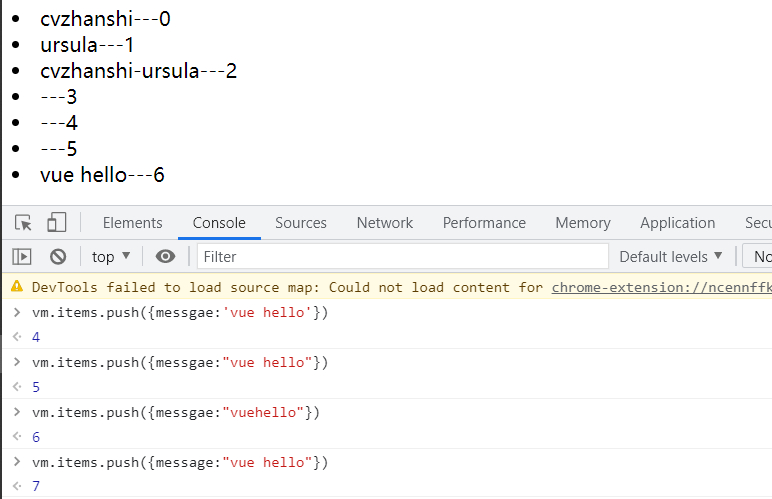 cvzhanshi---0
ursula---1
cvzhanshi-ursula---2
---3
---4
---5
vue hello---6
Elements Console Sources Network Performance Memory Application Secu
top ▼ Filter Default levels ▼ No
DevTools failed to load source map: Could not load content for chrome-extension://ncennffk
> vm.items.push({messgae:'vue hello'})
4
> vm.items.push({messgae:"vue hello"})
5
> vm.items.push({messgae:"vuehello"})
6
> vm.items.push({message:"vue hello"})
7